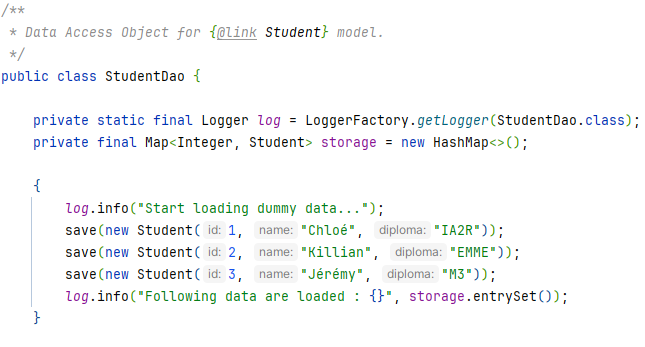 /**
 * Data Access Object for {@link Student} model.
 */
public class StudentDao {
    private static final Logger log = LoggerFactory.getLogger(StudentDao.class);
    private final Map<Integer, Student> storage = new HashMap<>();
    {
        log.info("Start loading dummy data...");
        save(new Student( id: 1, name: "Chloé", diploma: "IA2R"));
        save(new Student( id: 2, name: "Killian", diploma: "EMME"));
        save(new Student( id: 3, name: "Jérémy", diploma: "M3"));
        log.info("Following data are loaded : {}", storage.entrySet());
    }